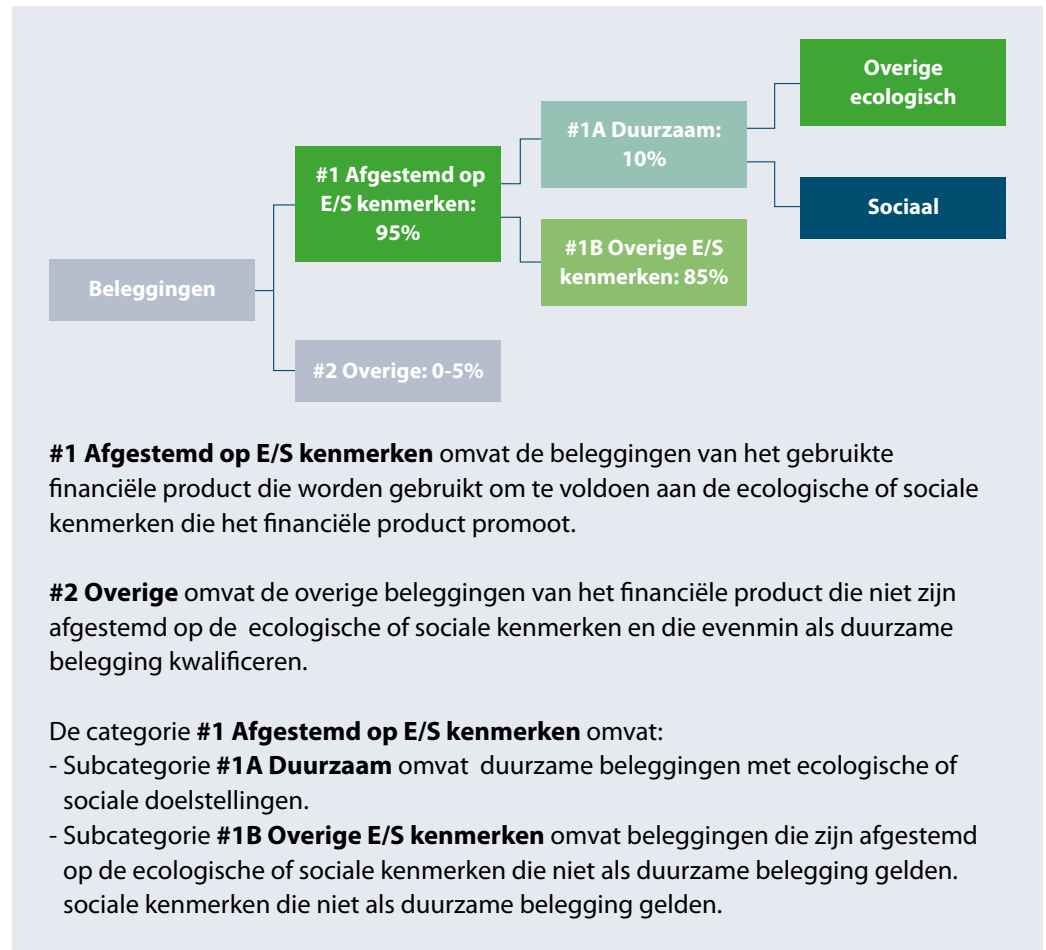 Overige
ecologisch
#1A Duurzaam:
10%
#1 Afgestemd op
E/S kenmerken:
95%
Sociaal
#1B Overige E/S
kenmerken: 85%
Beleggingen
#2 Overige: 0-5%
#1 Afgestemd op E/S kenmerken omvat de beleggingen van het gebruikte
financiële product die worden gebruikt om te voldoen aan de ecologische of sociale
kenmerken die het financiële product promoot.
#2 Overige omvat de overige beleggingen van het financiële product die niet zijn
afgestemd op de ecologische of sociale kenmerken en die evenmin als duurzame
belegging kwalificeren.
De categorie #1 Afgestemd op E/S kenmerken omvat:
- Subcategorie #1A Duurzaam omvat duurzame beleggingen met ecologische of
sociale doelstellingen.
- Subcategorie #1B Overige E/S kenmerken omvat beleggingen die zijn afgestemd
op de ecologische of sociale kenmerken die niet als duurzame belegging gelden.
sociale kenmerken die niet als duurzame belegging gelden.